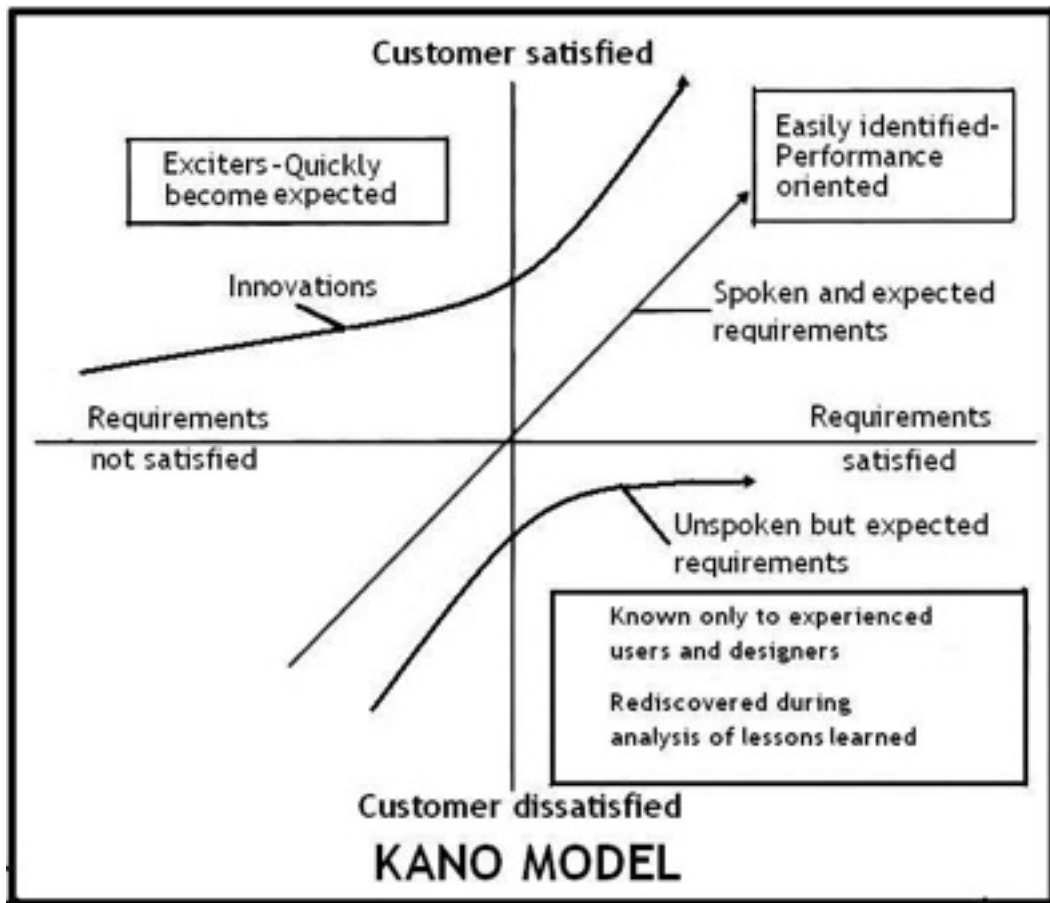 Customer satisfied
Exciters-Quickly
become expected
Easily identified-
Performance
oriented
Innovations
Spoken and expected
requirements
Requirements
not satisfied
Requirements
satisfied
Unspoken but expected
requirements
Known only to experienced
users and designers
Rediscovered during
analysis of lessons learned
Customer dissatisfied
KANO MODEL